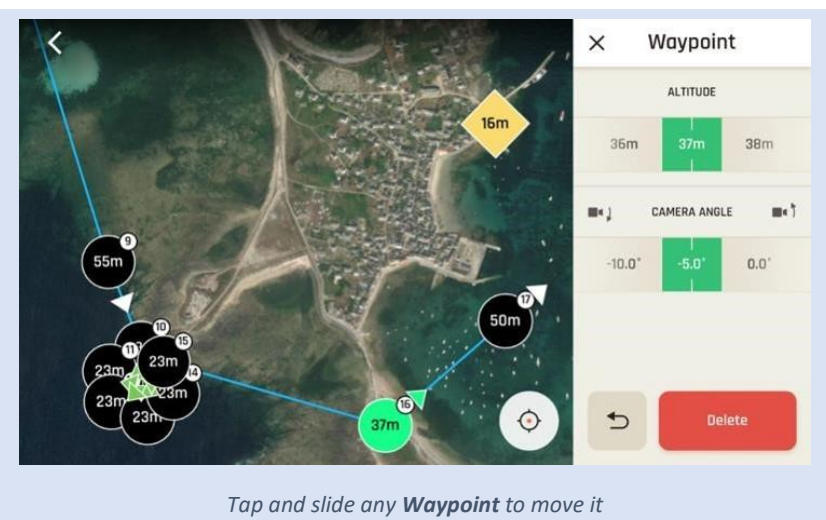 Waypoint
ALTITUDE
16m
36m 37m 38m
CAMERA ANGLE
9
55m
-10.0° -5.0° 0.0°
17
50m
10
15
11
23m
23m
14
23m
23m
23m
16
37m
Delete
Tap and slide any Waypoint to move it